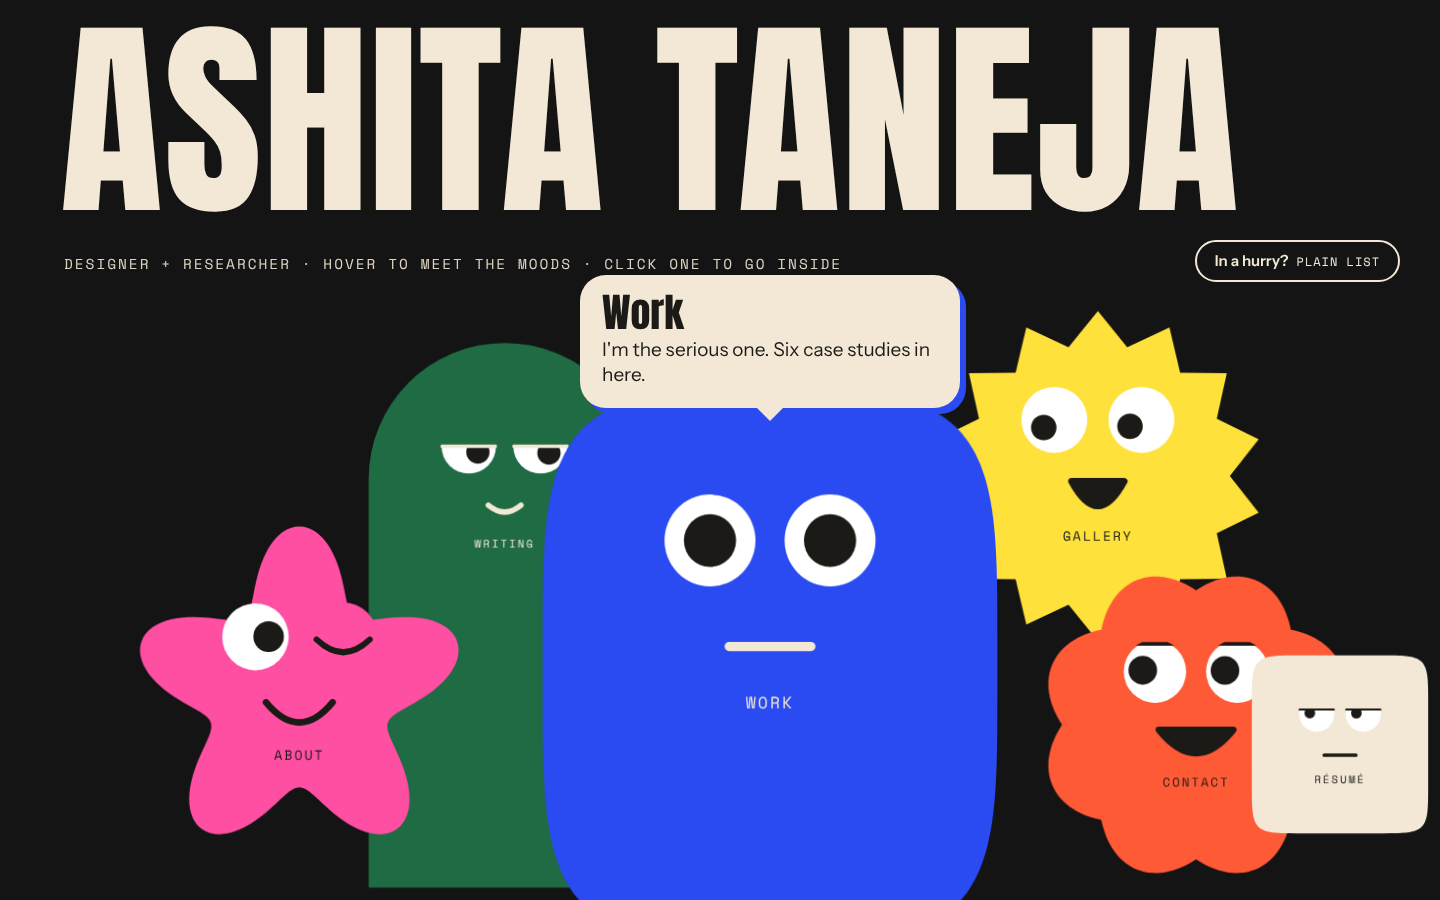 ASHITA TANEJA
DESIGNER + RESEARCHER · HOVER TO MEET THE MOODS · CLICK ONE TO GO INSIDE
In a hurry? PLAIN LIST
Work
I'm the serious one. Six case studies in
here.
WRITING
GALLERY
WORK
ABOUT
CONTACT
RÉSUMÉ